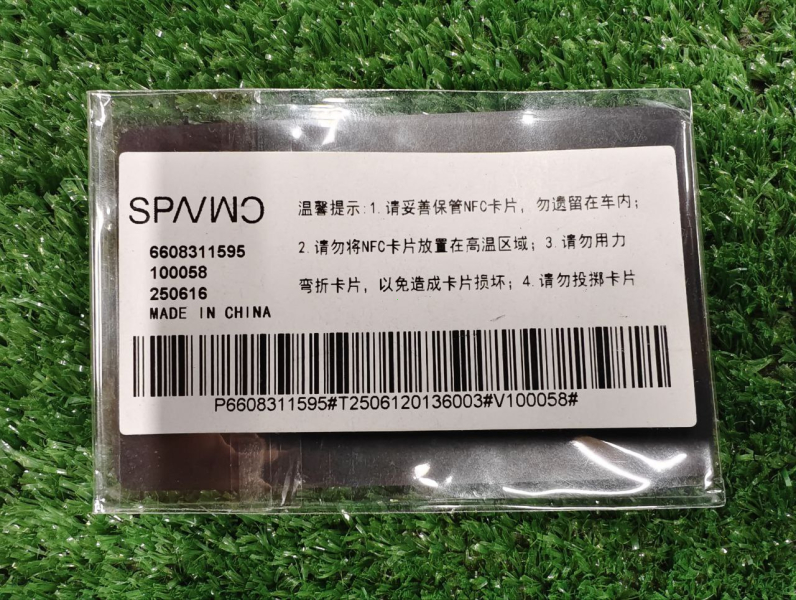 6608311595
100058
250616
MADE IN CHINA
温馨提示:1.请妥善保管NFC卡片，勿遗留在车内；
2.请勿将NFC卡片放置在高温区域；3.请勿用力
弯折卡片，以免造成卡片损坏；4.请勿投掷卡片
P6608311595#T2506120136003#V100058#